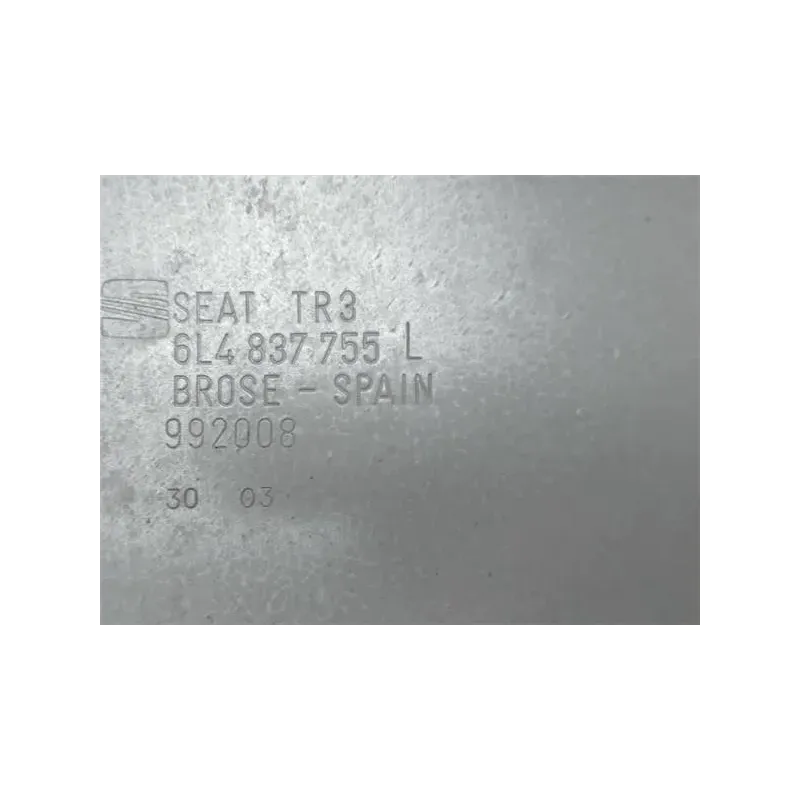 SEAT TR3
6L4 837 755 L
BROSE - SPAIN
992008
30 03